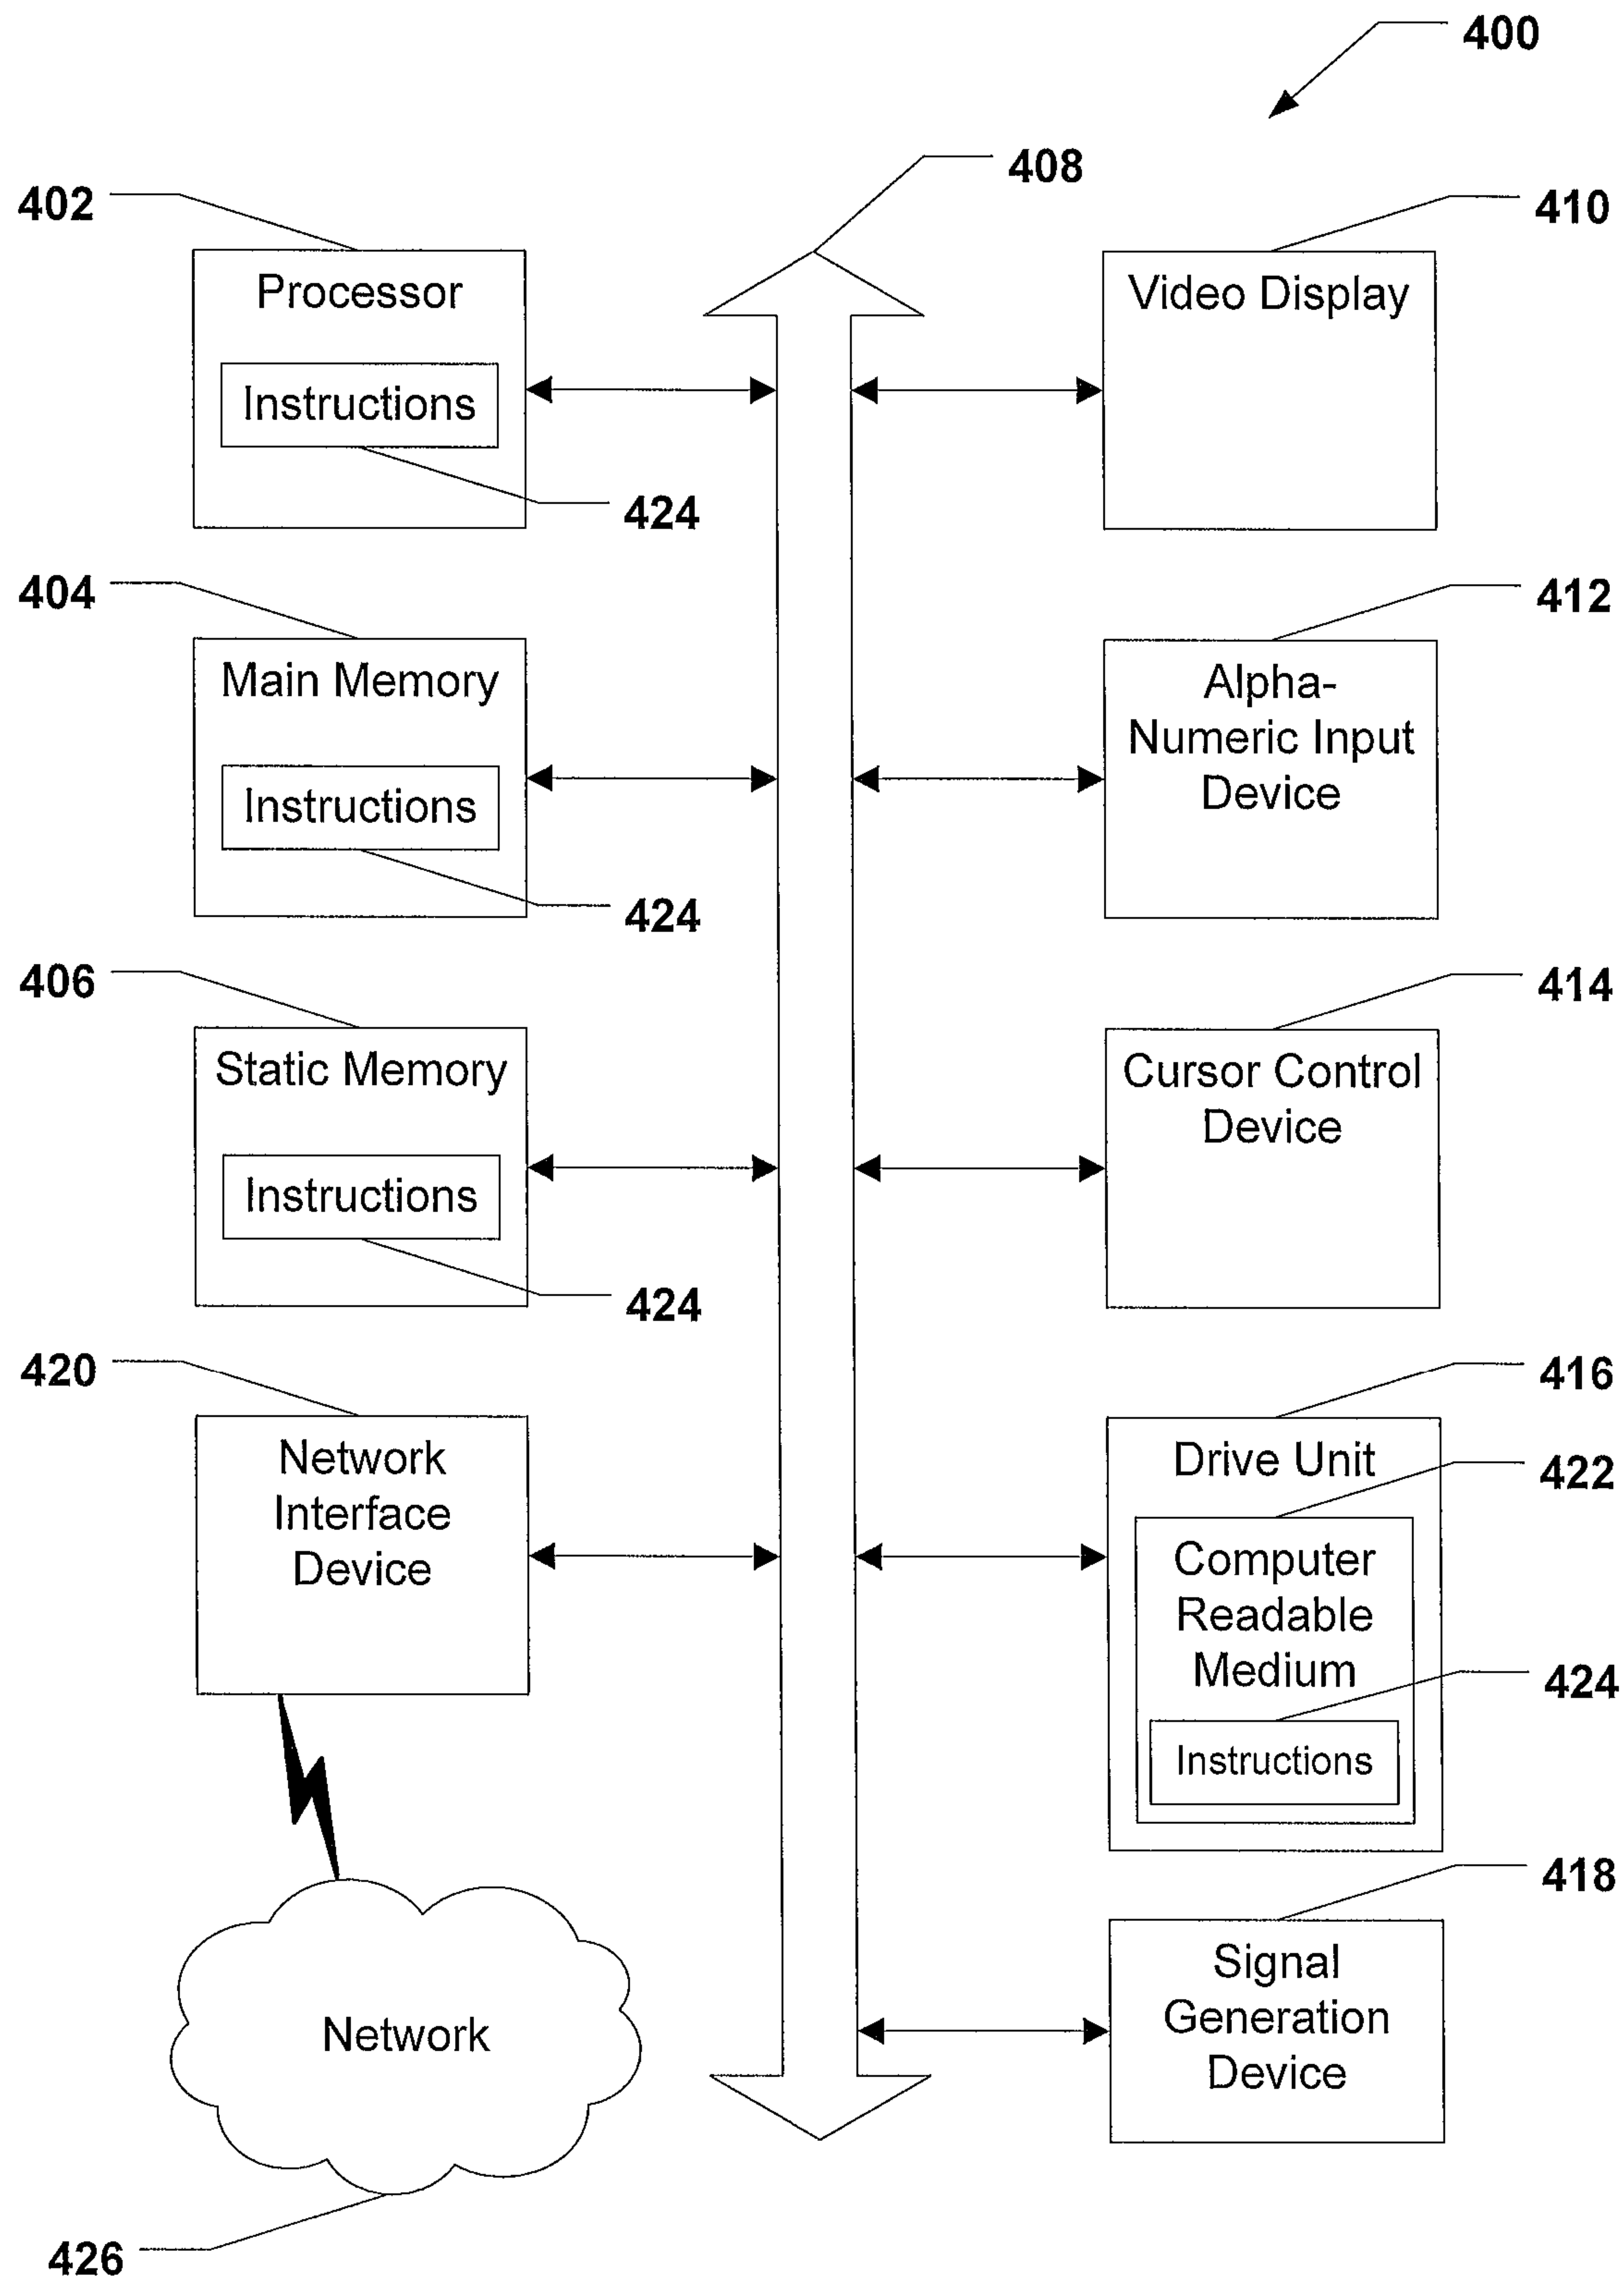 400
408
402
Processor
Instructions
424
404
Main Memory
Instructions
424
406
Static Memory
Instructions
424
420
Network
Interface
Device
Network
426
410
Video Display
412
Alpha-
Numeric Input
Device
414
Cursor Control
Device
416
Drive Unit
422
Computer
Readable
Medium
424
Instructions
418
Signal
Generation
Device